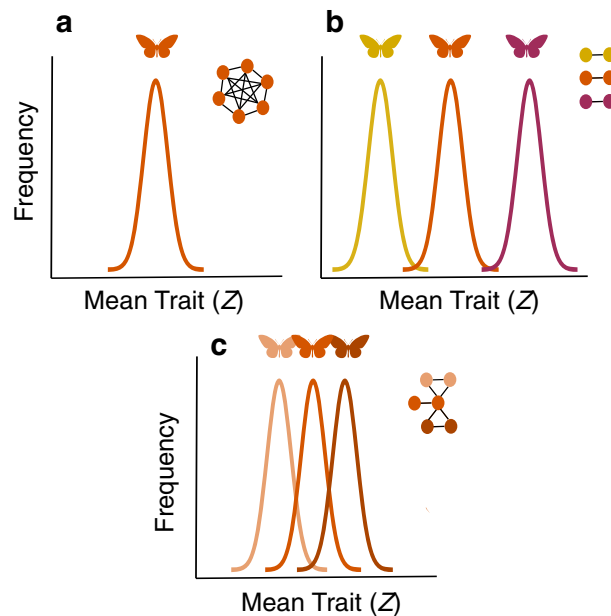 a
Frequency
Mean Trait (Z)
b
Mean Trait (Z)
c
Frequency
Mean Trait (Z)